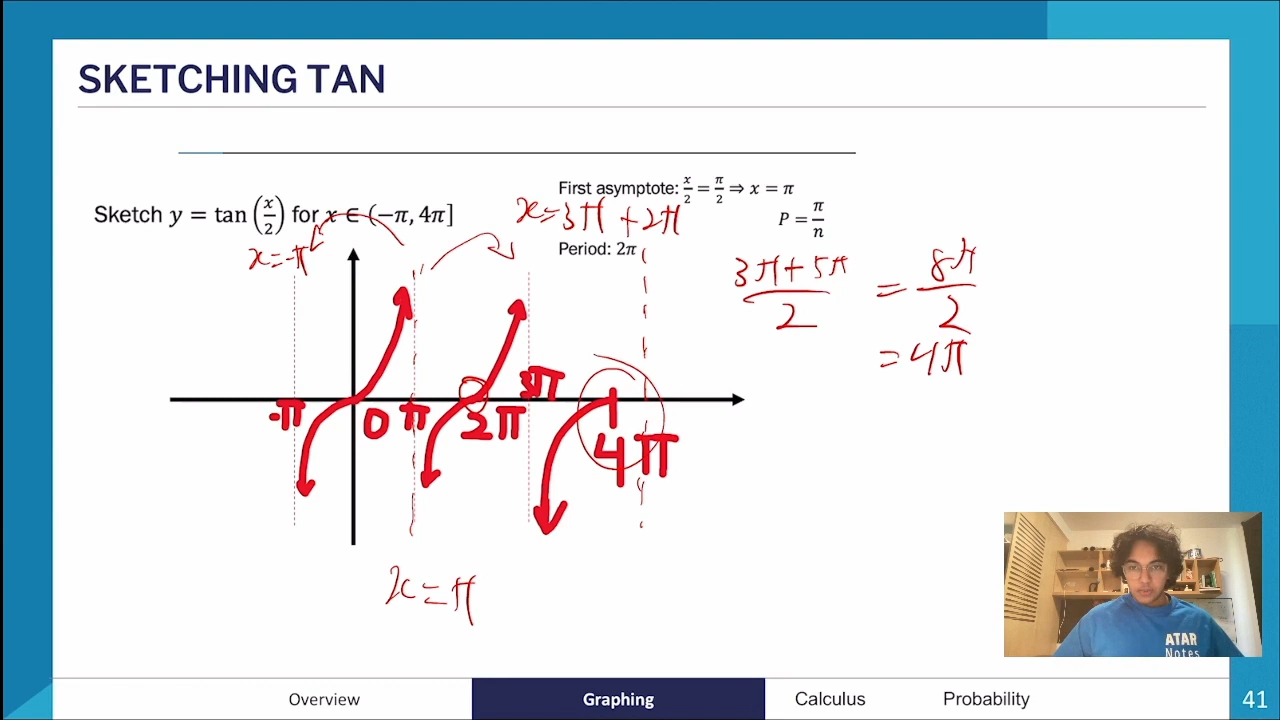 SKETCHING TAN
First asymptote: x/2 = π/2 ⇒ x = π
Sketch y = tan (x/2) for x ∈ (−π, 4π]
P = π/n
x=3π +2π
Period: 2π
x=-π
3π+5π/2 = 8π/2
= 4π
-π 0 π 2π 3π 4π
x=π
ATAR
Notes
Overview Graphing Calculus Probability 41